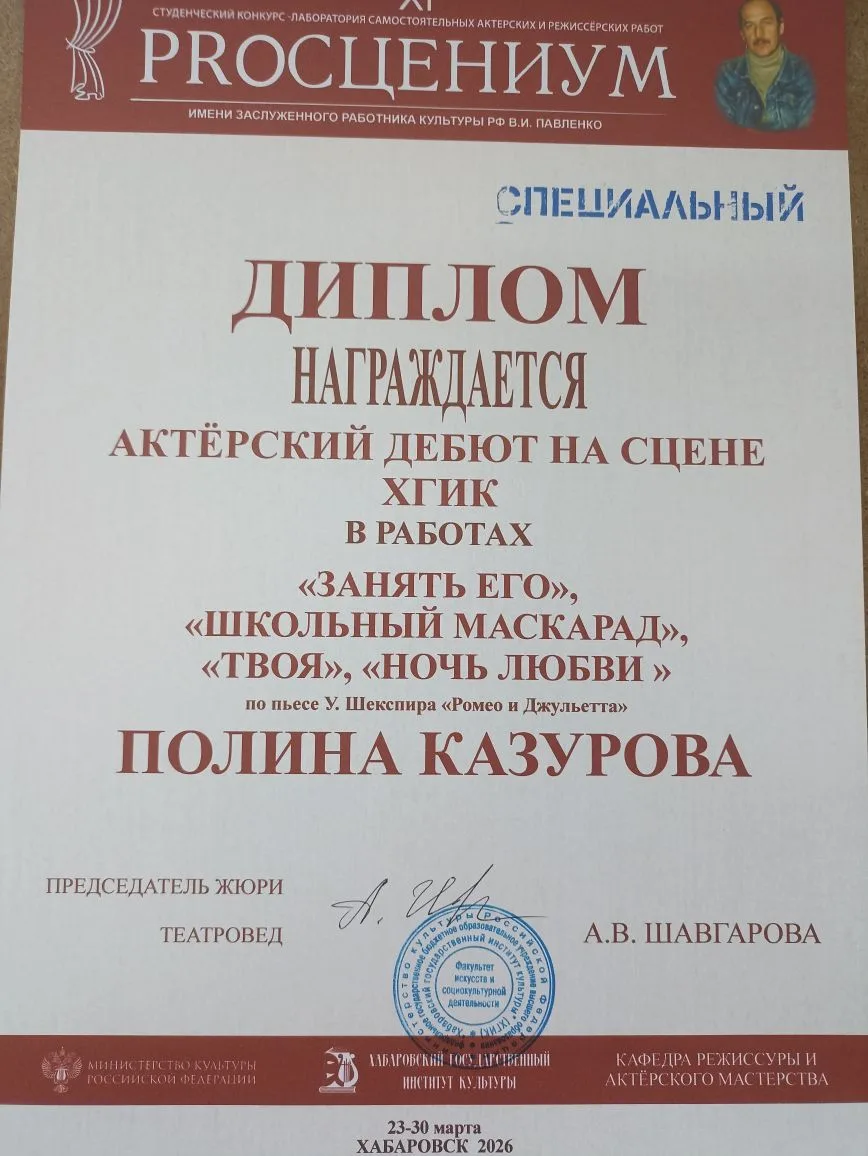 XI
СТУДЕНЧЕСКИЙ КОНКУРС -ЛАБОРАТОРИЯ САМОСТОЯТЕЛЬНЫХ АКТЕРСКИХ И РЕЖИССЁРСКИХ РАБОТ
PROСЦЕНИУМ
ИМЕНИ ЗАСЛУЖЕННОГО РАБОТНИКА КУЛЬТУРЫ РФ В.И. ПАВЛЕНКО
СПЕЦИАЛЬНЫЙ
ДИПЛОМ
НАГРАЖДАЕТСЯ
АКТЁРСКИЙ ДЕБЮТ НА СЦЕНЕ
ХГИК
В РАБОТАХ
«ЗАНЯТЬ ЕГО»,
«ШКОЛЬНЫЙ МАСКАРАД»,
«ТВОЯ», «НОЧЬ ЛЮБВИ »
по пьесе У. Шекспира «Ромео и Джульетта»
ПОЛИНА КАЗУРОВА
ПРЕДСЕДАТЕЛЬ ЖЮРИ
ТЕАТРОВЕД
А.В. ШАВГАРОВА
Факультет
искусств и
социокультурной
деятельности
МИНИСТЕРСТВО КУЛЬТУРЫ
РОССИЙСКОЙ ФЕДЕРАЦИИ
ХАБАРОВСКИЙ ГОСУДАРСТВЕННЫЙ
ИНСТИТУТ КУЛЬТУРЫ
КАФЕДРА РЕЖИССУРЫ И
АКТЁРСКОГО МАСТЕРСТВА
23-30 марта
ХАБАРОВСК 2026